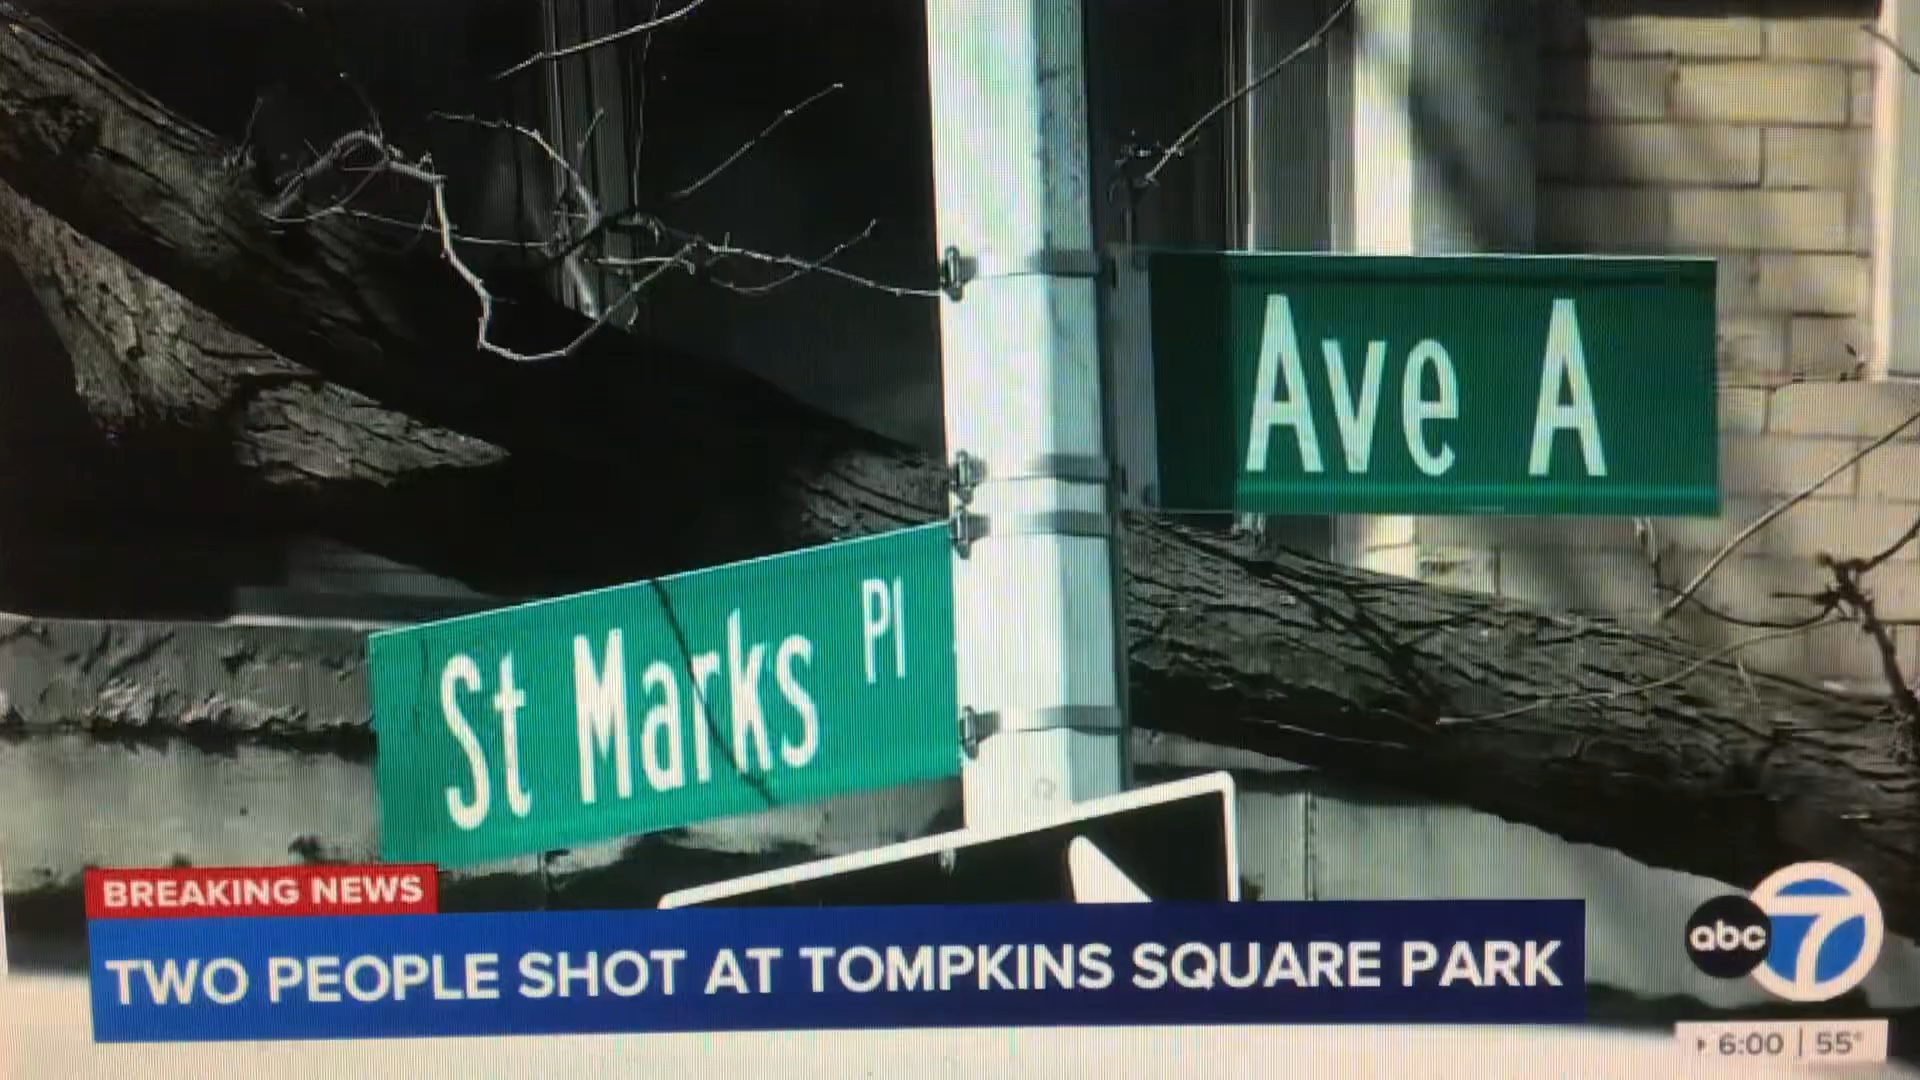 Ave A
St Marks Pl
BREAKING NEWS
TWO PEOPLE SHOT AT TOMPKINS SQUARE PARK
abc 7
6:00 | 55°